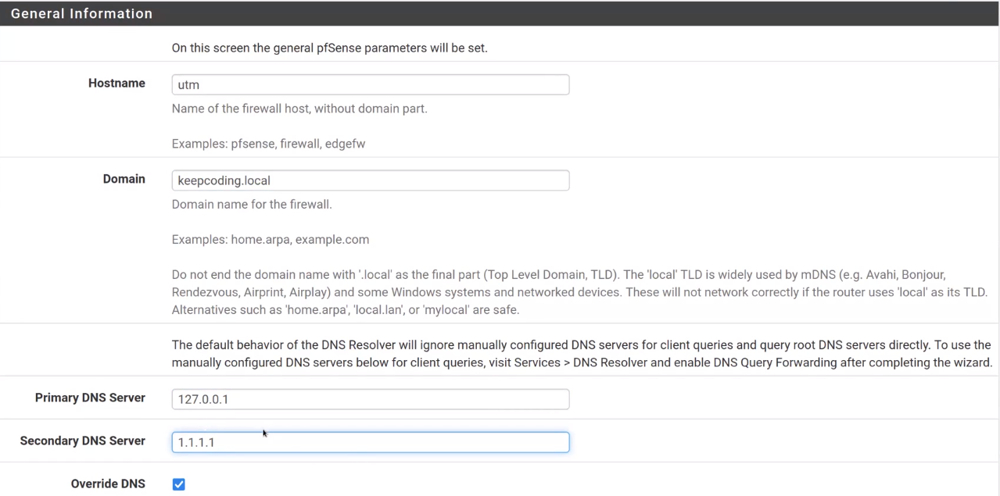 General Information
On this screen the general pfSense parameters will be set.
Hostname
utm
Name of the firewall host, without domain part.
Examples: pfsense, firewall, edgefw
Domain
keepcoding.local
Domain name for the firewall.
Examples: home.arpa, example.com
Do not end the domain name with '.local' as the final part (Top Level Domain, TLD). The 'local' TLD is widely used by mDNS (e.g. Avahi, Bonjour,
Rendezvous, Airprint, Airplay) and some Windows systems and networked devices. These will not network correctly if the router uses 'local' as its TLD.
Alternatives such as 'home.arpa', 'local.lan', or 'mylocal' are safe.
The default behavior of the DNS Resolver will ignore manually configured DNS servers for client queries and query root DNS servers directly. To use the
manually configured DNS servers below for client queries, visit Services > DNS Resolver and enable DNS Query Forwarding after completing the wizard.
Primary DNS Server
127.0.0.1
Secondary DNS Server
1.1.1.1
Override DNS